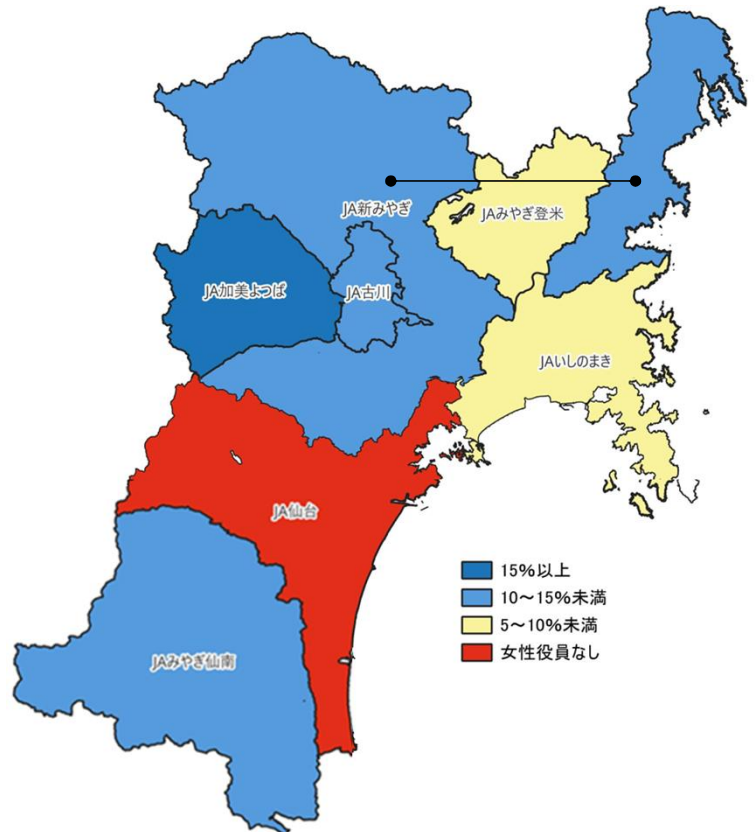 JA新みやぎ
JAみやぎ登米
JA加美よつば
JA古川
JAいしのまき
JA仙台
JAみやぎ仙南
15%以上
10～15%未満
5～10%未満
女性役員なし